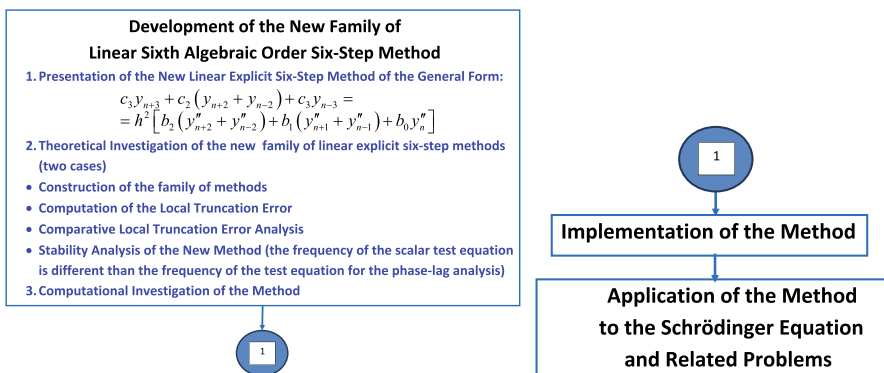 Development of the New Family of
Linear Sixth Algebraic Order Six-Step Method
1. Presentation of the New Linear Explicit Six-Step Method of the General Form:
c₃yₙ₊₃ + c₂(yₙ₊₂ + yₙ₋₂) + c₃yₙ₋₃ =
= h²[b₂(y″ₙ₊₂ + y″ₙ₋₂) + b₁(y″ₙ₊₁ + y″ₙ₋₁) + b₀y″ₙ]
2. Theoretical Investigation of the new family of linear explicit six-step methods
(two cases)
• Construction of the family of methods
• Computation of the Local Truncation Error
• Comparative Local Truncation Error Analysis
• Stability Analysis of the New Method (the frequency of the scalar test equation
is different than the frequency of the test equation for the phase-lag analysis)
3. Computational Investigation of the Method
1
1
Implementation of the Method
Application of the Method
to the Schrödinger Equation
and Related Problems